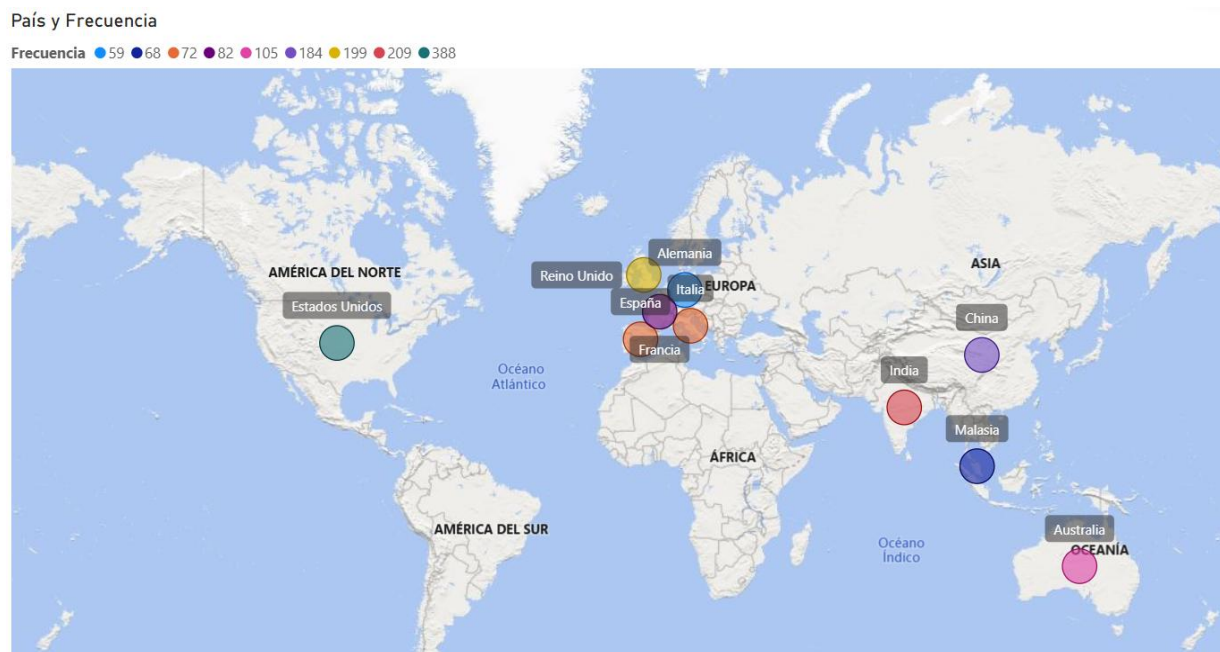 País y Frecuencia
Frecuencia 59 68 72 82 105 184 199 209 388
AMÉRICA DEL NORTE
Estados Unidos
Reino Unido
Alemania
EUROPA
Italia
España
Francia
ASIA
China
India
Malasia
Océano
Atlántico
ÁFRICA
AMÉRICA DEL SUR
Océano
Índico
Australia
OCEANÍA